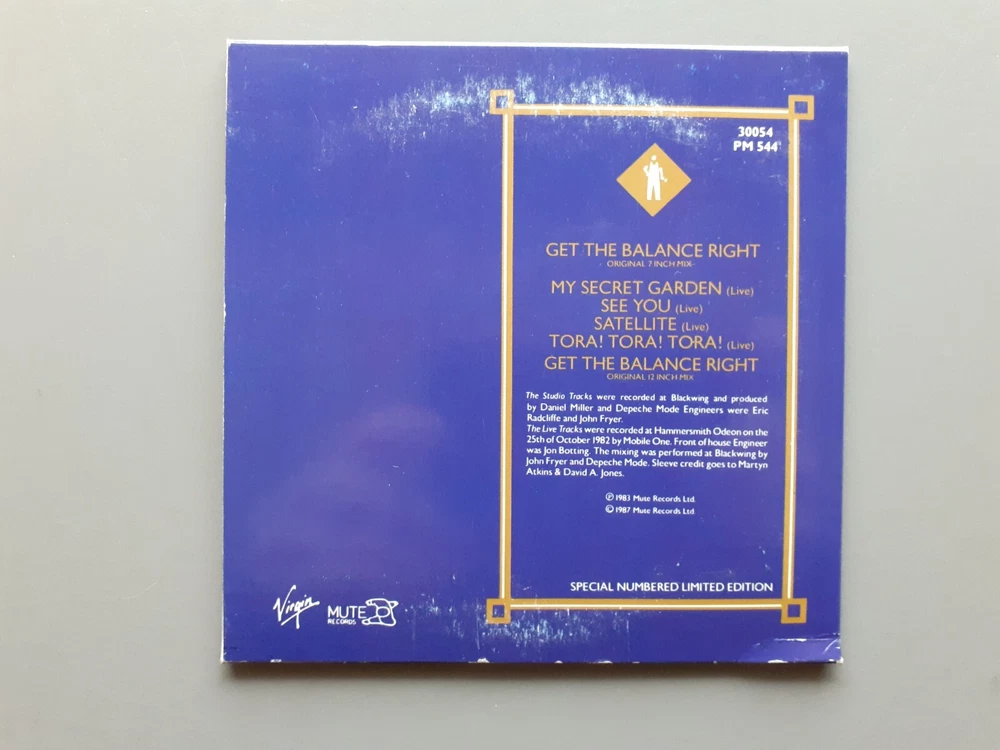 30054
PM 544
GET THE BALANCE RIGHT
ORIGINAL 7 INCH MIX
MY SECRET GARDEN (Live)
SEE YOU (Live)
SATELLITE (Live)
TORA! TORA! TORA! (Live)
GET THE BALANCE RIGHT
ORIGINAL 12 INCH MIX
The Studio Tracks were recorded at Blackwing and produced
by Daniel Miller and Depeche Mode Engineers were Eric
Radcliffe and John Fryer.
The Live Tracks were recorded at Hammersmith Odeon on the
25th of October 1982 by Mobile One. Front of house Engineer
was Jon Botting. The mixing was performed at Blackwing by
John Fryer and Depeche Mode. Sleeve credit goes to Martyn
Atkins & David A. Jones.
℗ 1983 Mute Records Ltd.
© 1987 Mute Records Ltd
SPECIAL NUMBERED LIMITED EDITION
Virgin
MUTE
RECORDS